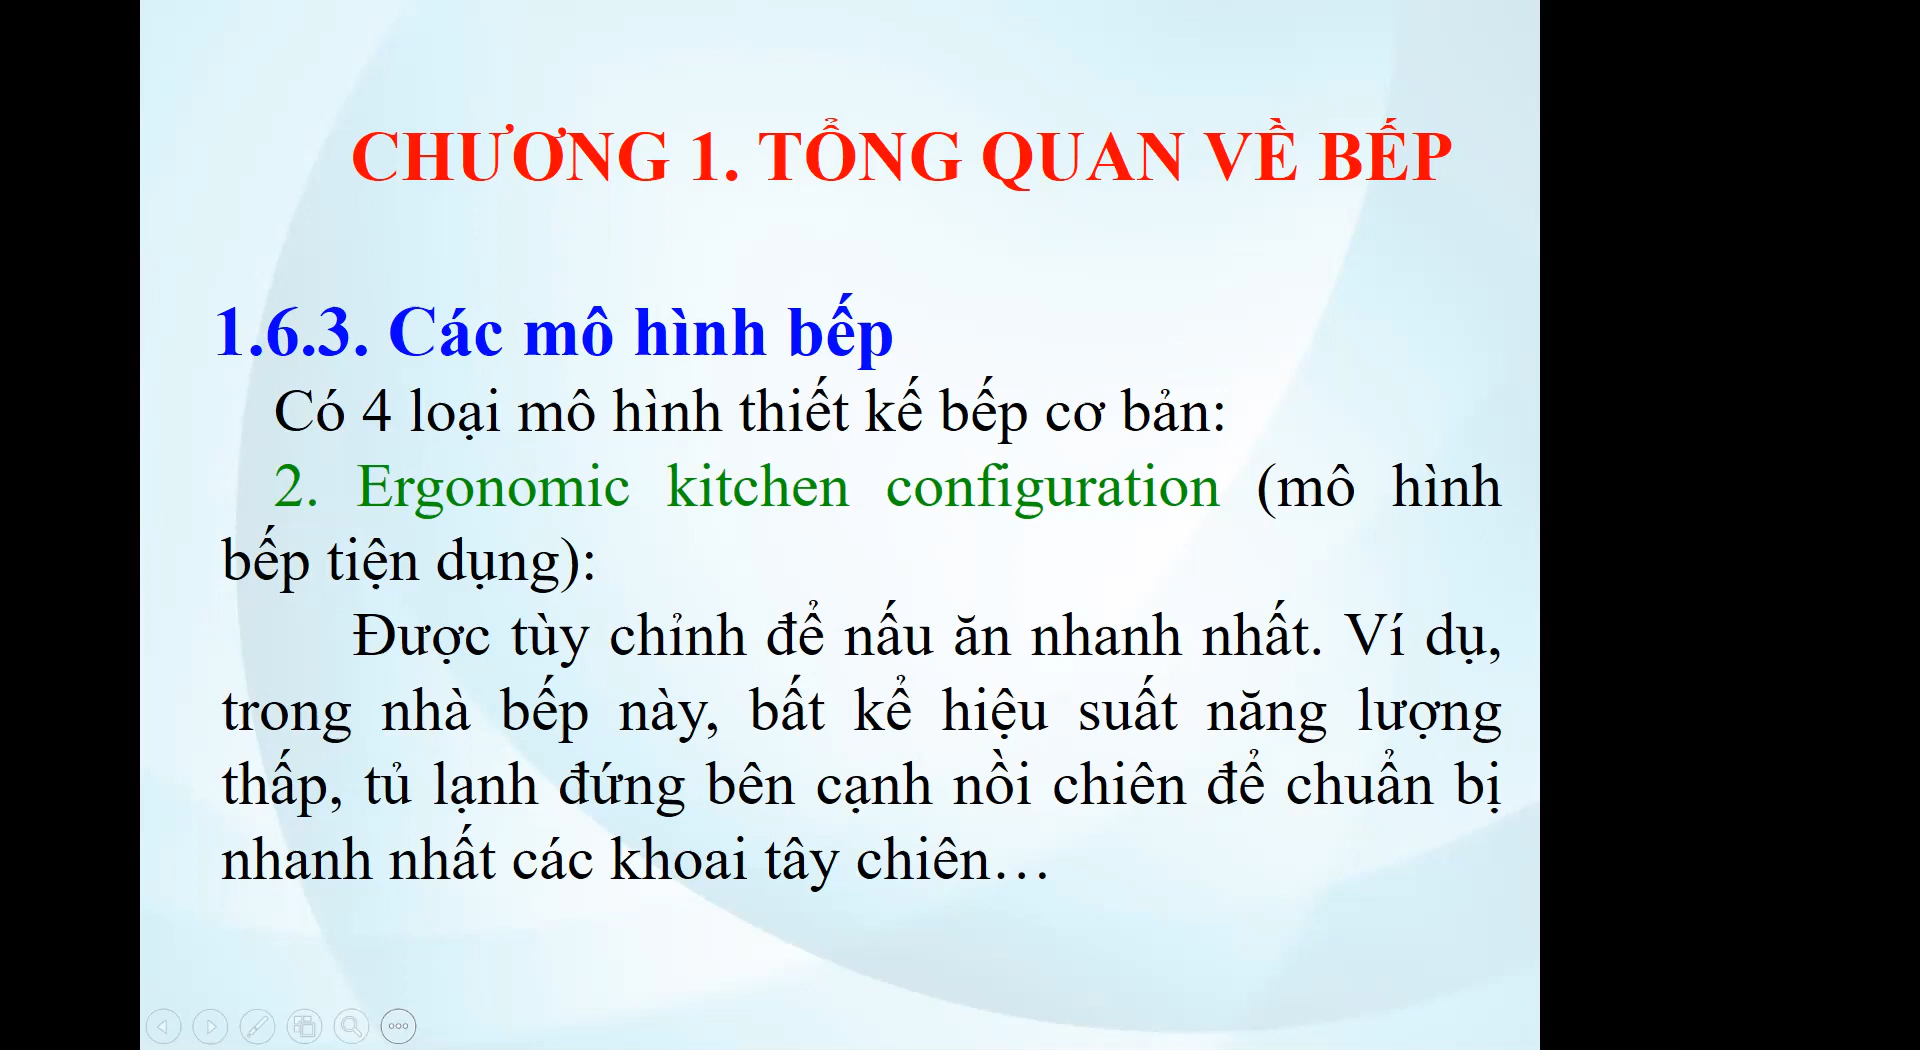 CHƯƠNG 1. TỔNG QUAN VỀ BẾP
1.6.3. Các mô hình bếp
Có 4 loại mô hình thiết kế bếp cơ bản:
2. Ergonomic kitchen configuration (mô hình
bếp tiện dụng):
Được tùy chỉnh để nấu ăn nhanh nhất. Ví dụ,
trong nhà bếp này, bất kể hiệu suất năng lượng
thấp, tủ lạnh đứng bên cạnh nồi chiên để chuẩn bị
nhanh nhất các khoai tây chiên…